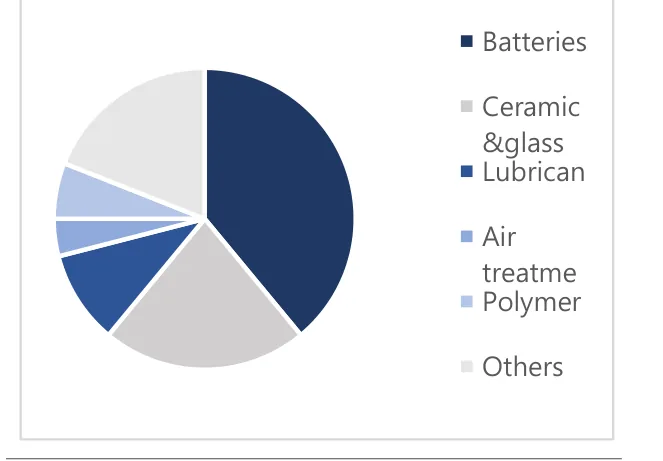 Batteries
Ceramic
&glass
Lubrican
Air
treatme
Polymer
Others